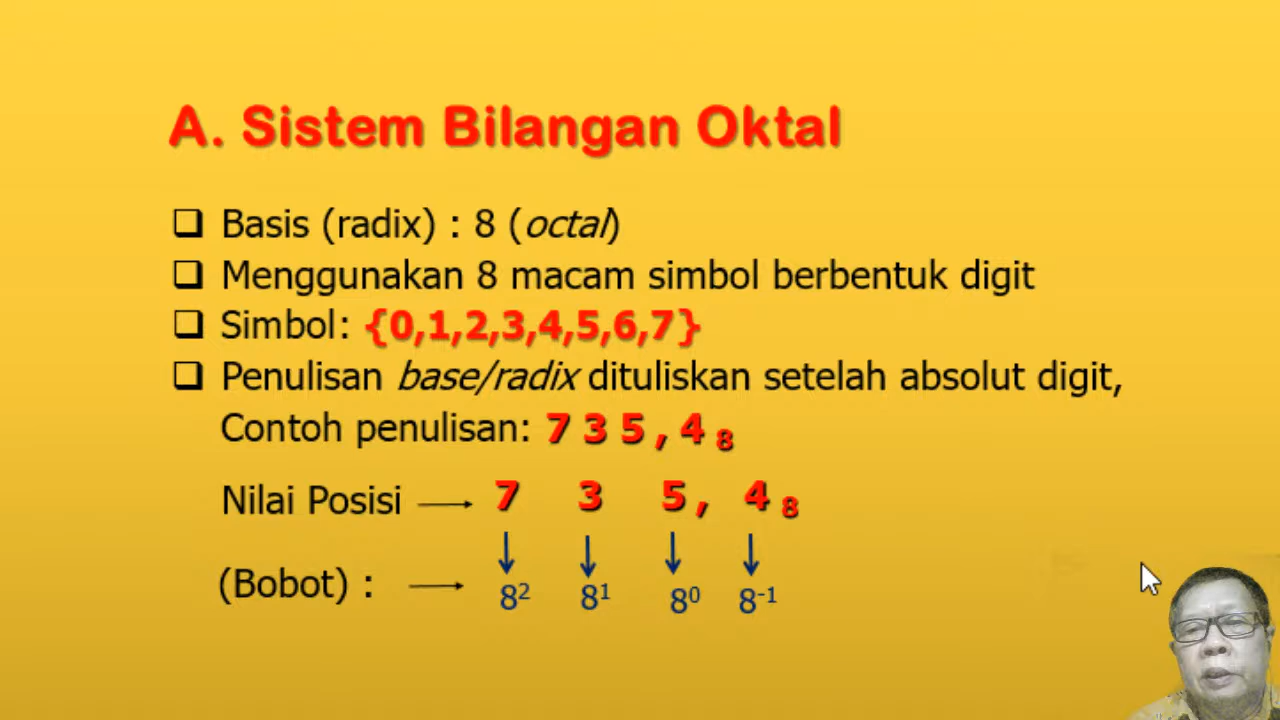 A. Sistem Bilangan Oktal
❑ Basis (radix) : 8 (octal)
❑ Menggunakan 8 macam simbol berbentuk digit
❑ Simbol: {0,1,2,3,4,5,6,7}
❑ Penulisan base/radix dituliskan setelah absolut digit,
Contoh penulisan: 7 3 5 , 4 ₈
Nilai Posisi → 7 3 5 , 4 ₈
↓ ↓ ↓ ↓
(Bobot) : → 8² 8¹ 8⁰ 8⁻¹